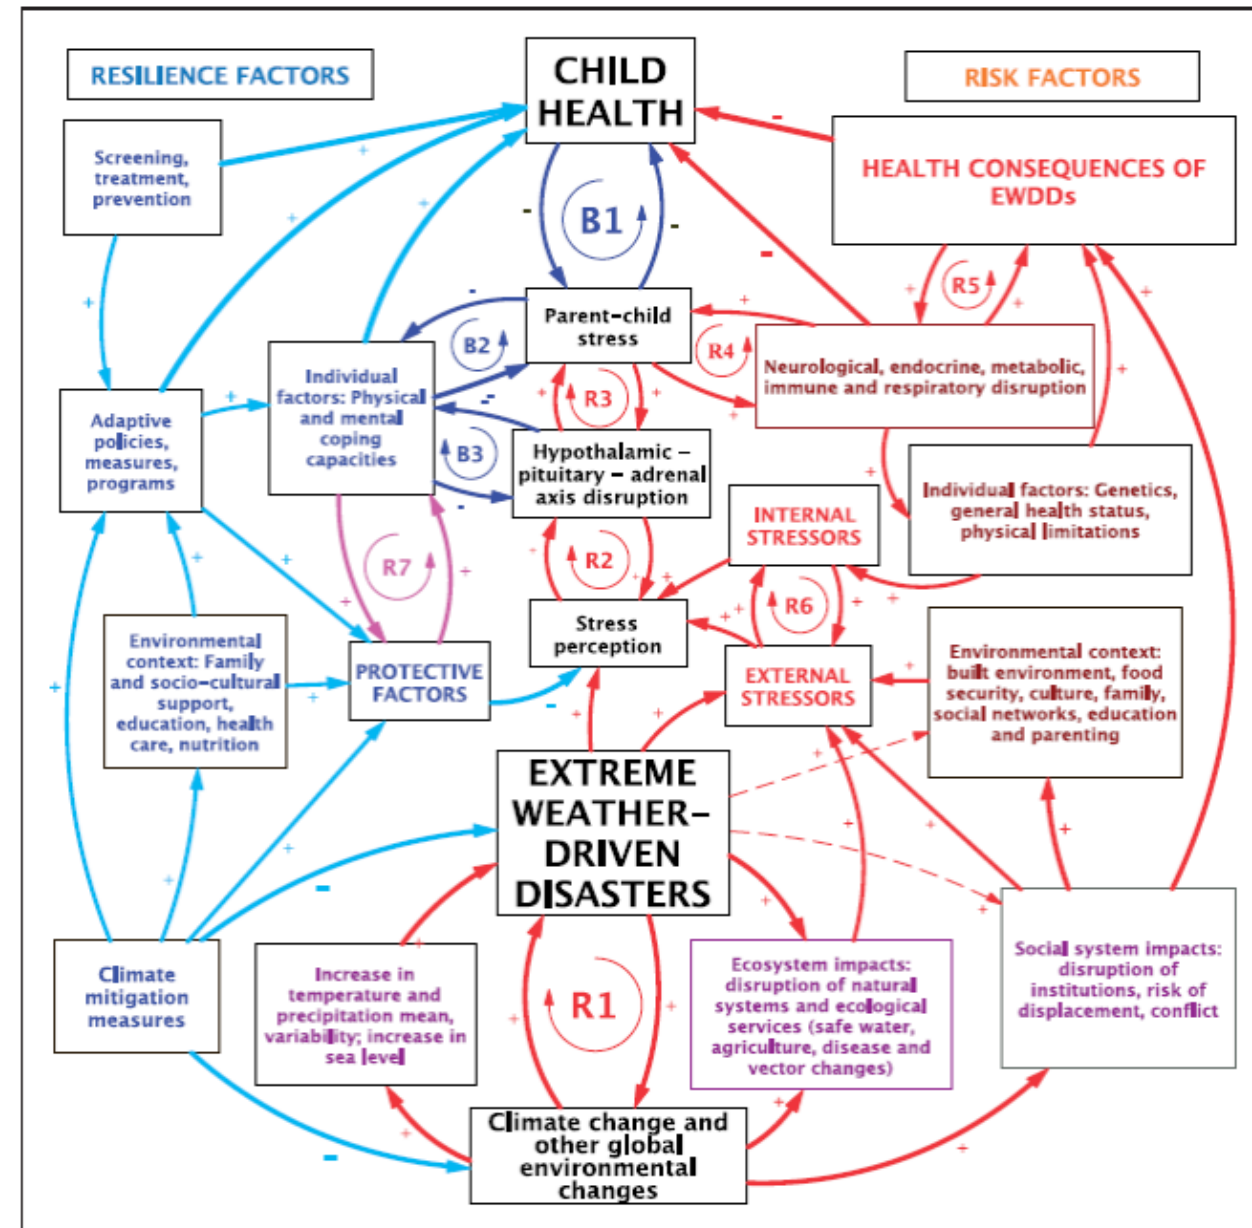 RESILIENCE FACTORS
CHILD
HEALTH
RISK FACTORS
Screening,
treatment,
prevention
HEALTH CONSEQUENCES OF
EWDDs
B1
R5
Parent-child
stress
B2
R4
Neurological, endocrine, metabolic,
immune and respiratory disruption
Individual
factors: Physical
and mental
coping
capacities
R3
Adaptive
policies,
measures,
programs
B3
Hypothalamic -
pituitary - adrenal
axis disruption
Individual factors: Genetics,
general health status,
physical limitations
INTERNAL
STRESSORS
R7
R2
R6
Stress
perception
Environmental
context: Family
and socio-cultural
support,
education, health
care, nutrition
PROTECTIVE
FACTORS
EXTERNAL
STRESSORS
Environmental context:
built environment, food
security, culture, family,
social networks, education
and parenting
EXTREME
WEATHER-
DRIVEN
DISASTERS
Climate
mitigation
measures
Increase in
temperature and
precipitation mean,
variability; increase in
sea level
R1
Ecosystem impacts:
disruption of natural
systems and ecological
services (safe water,
agriculture, disease and
vector changes)
Social system impacts:
disruption of
institutions, risk of
displacement, conflict
Climate change and
other global
environmental
changes